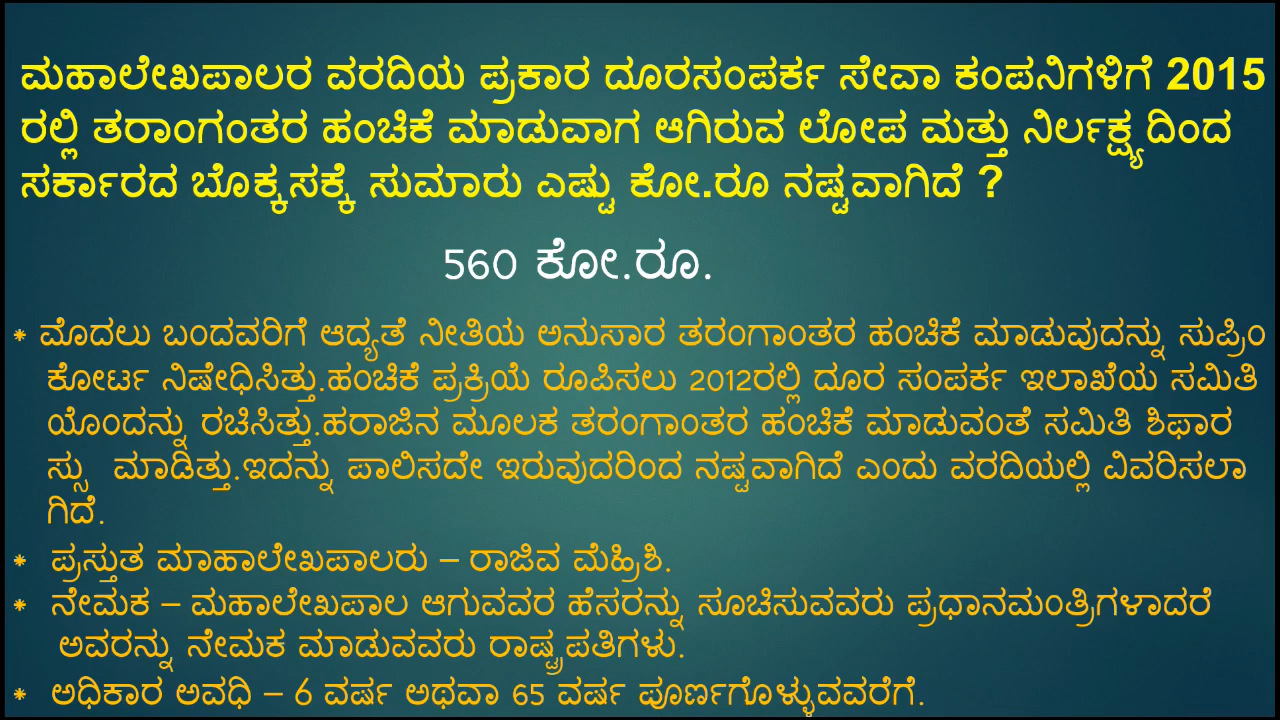 ಮಹಾಲೇಖಪಾಲರ ವರದಿಯ ಪ್ರಕಾರ ದೂರಸಂಪರ್ಕ ಸೇವಾ ಕಂಪನಿಗಳಿಗೆ 2015
ರಲ್ಲಿ ತರಾಂಗಂತರ ಹಂಚಿಕೆ ಮಾಡುವಾಗ ಆಗಿರುವ ಲೋಪ ಮತ್ತು ನಿರ್ಲಕ್ಷ್ಯದಿಂದ
ಸರ್ಕಾರದ ಬೊಕ್ಕಸಕ್ಕೆ ಸುಮಾರು ಎಷ್ಟು ಕೋ.ರೂ ನಷ್ಟವಾಗಿದೆ ?
560 ಕೋ.ರೂ.
* ಮೊದಲು ಬಂದವರಿಗೆ ಆದ್ಯತೆ ನೀತಿಯ ಅನುಸಾರ ತರಂಗಾಂತರ ಹಂಚಿಕೆ ಮಾಡುವುದನ್ನು ಸುಪ್ರಿಂ
ಕೋರ್ಟ ನಿಷೇಧಿಸಿತ್ತು.ಹಂಚಿಕೆ ಪ್ರಕ್ರಿಯೆ ರೂಪಿಸಲು 2012ರಲ್ಲಿ ದೂರ ಸಂಪರ್ಕ ಇಲಾಖೆಯ ಸಮಿತಿ
ಯೊಂದನ್ನು ರಚಿಸಿತ್ತು.ಹರಾಜಿನ ಮೂಲಕ ತರಂಗಾಂತರ ಹಂಚಿಕೆ ಮಾಡುವಂತೆ ಸಮಿತಿ ಶಿಫಾರ
ಸ್ಸು ಮಾಡಿತ್ತು.ಇದನ್ನು ಪಾಲಿಸದೇ ಇರುವುದರಿಂದ ನಷ್ಟವಾಗಿದೆ ಎಂದು ವರದಿಯಲ್ಲಿ ವಿವರಿಸಲಾ
ಗಿದೆ.
* ಪ್ರಸ್ತುತ ಮಾಹಾಲೇಖಪಾಲರು – ರಾಜಿವ ಮೆಹ್ರಿಶಿ.
* ನೇಮಕ – ಮಹಾಲೇಖಪಾಲ ಆಗುವವರ ಹೆಸರನ್ನು ಸೂಚಿಸುವವರು ಪ್ರಧಾನಮಂತ್ರಿಗಳಾದರೆ
ಅವರನ್ನು ನೇಮಕ ಮಾಡುವವರು ರಾಷ್ಟ್ರಪತಿಗಳು.
* ಅಧಿಕಾರ ಅವಧಿ – 6 ವರ್ಷ ಅಥವಾ 65 ವರ್ಷ ಪೂರ್ಣಗೊಳ್ಳುವವರೆಗೆ.